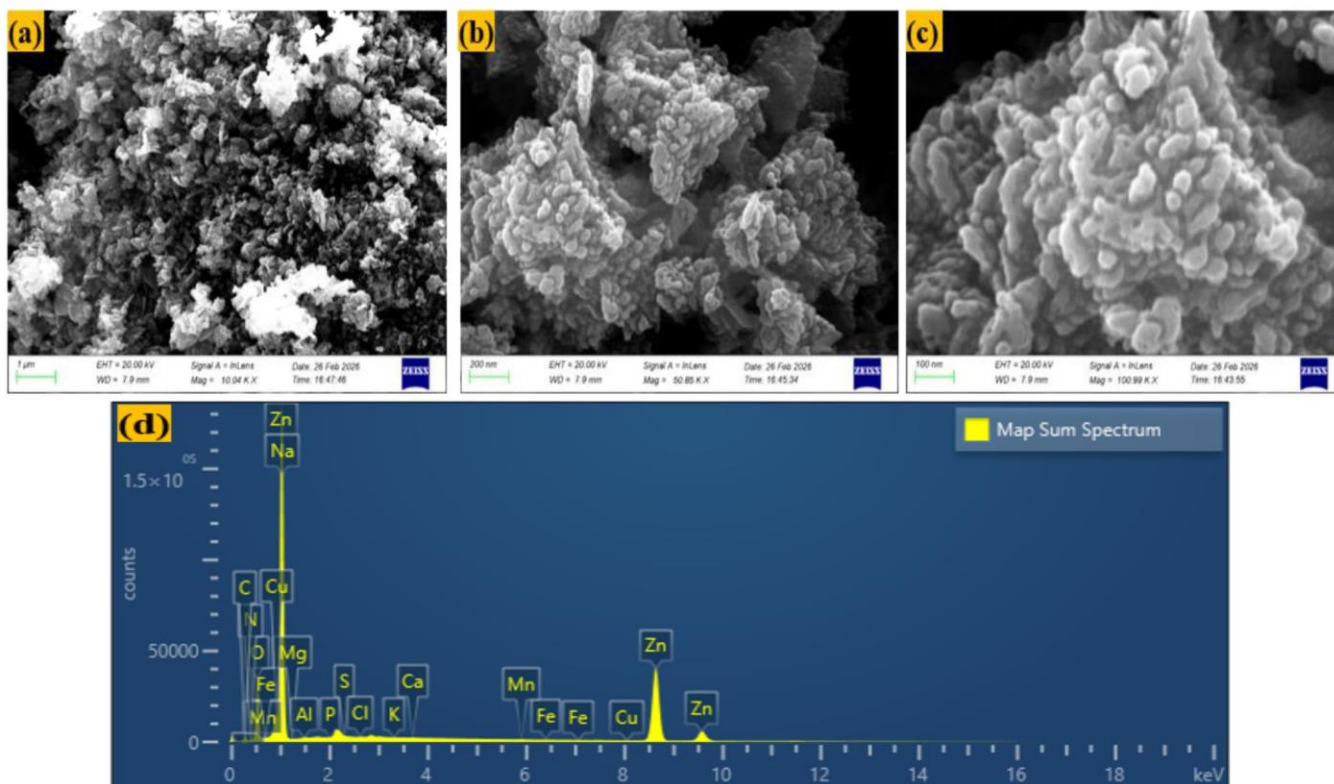 (a)
1 µm
EHT = 20.00 kV
WD = 7.9 mm
Signal A = InLens
Mag = 10.04 K X
Date: 26 Feb 2026
Time: 16:47:46
ZEISS
(b)
200 nm
EHT = 20.00 kV
WD = 7.9 mm
Signal A = InLens
Mag = 50.85 K X
Date: 26 Feb 2026
Time: 16:45:34
ZEISS
(c)
100 nm
EHT = 20.00 kV
WD = 7.9 mm
Signal A = InLens
Mag = 100.99 K X
Date: 26 Feb 2026
Time: 16:43:55
ZEISS
(d)
Map Sum Spectrum
Zn
Na
1.5×10 05
counts
C
Cu
N
O
Mg
Fe
Mn
50000
Al
P
S
Cl
K
Ca
Mn
Fe
Fe
Cu
Zn
Zn
0
0 2 4 6 8 10 12 14 16 18 keV